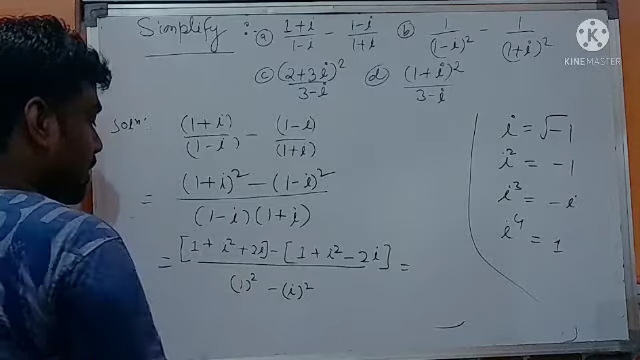 Simplify :- ⓐ (1+i)/(1-i) - (1-i)/(1+i) ⓑ 1/(1-i)² - 1/(1+i)²
ⓒ (2+3i)²/(3-i) ⓓ (1+i)²/(3-i)
KINEMASTER
Solnː (1+i)/(1-i) - (1-i)/(1+i)
= ((1+i)² - (1-i)²)/((1-i)(1+i))
= ([1+i²+2i] - [1+i²-2i])/((1)² - (i)²) =
i = √-1
i² = -1
i³ = -i
i⁴ = 1